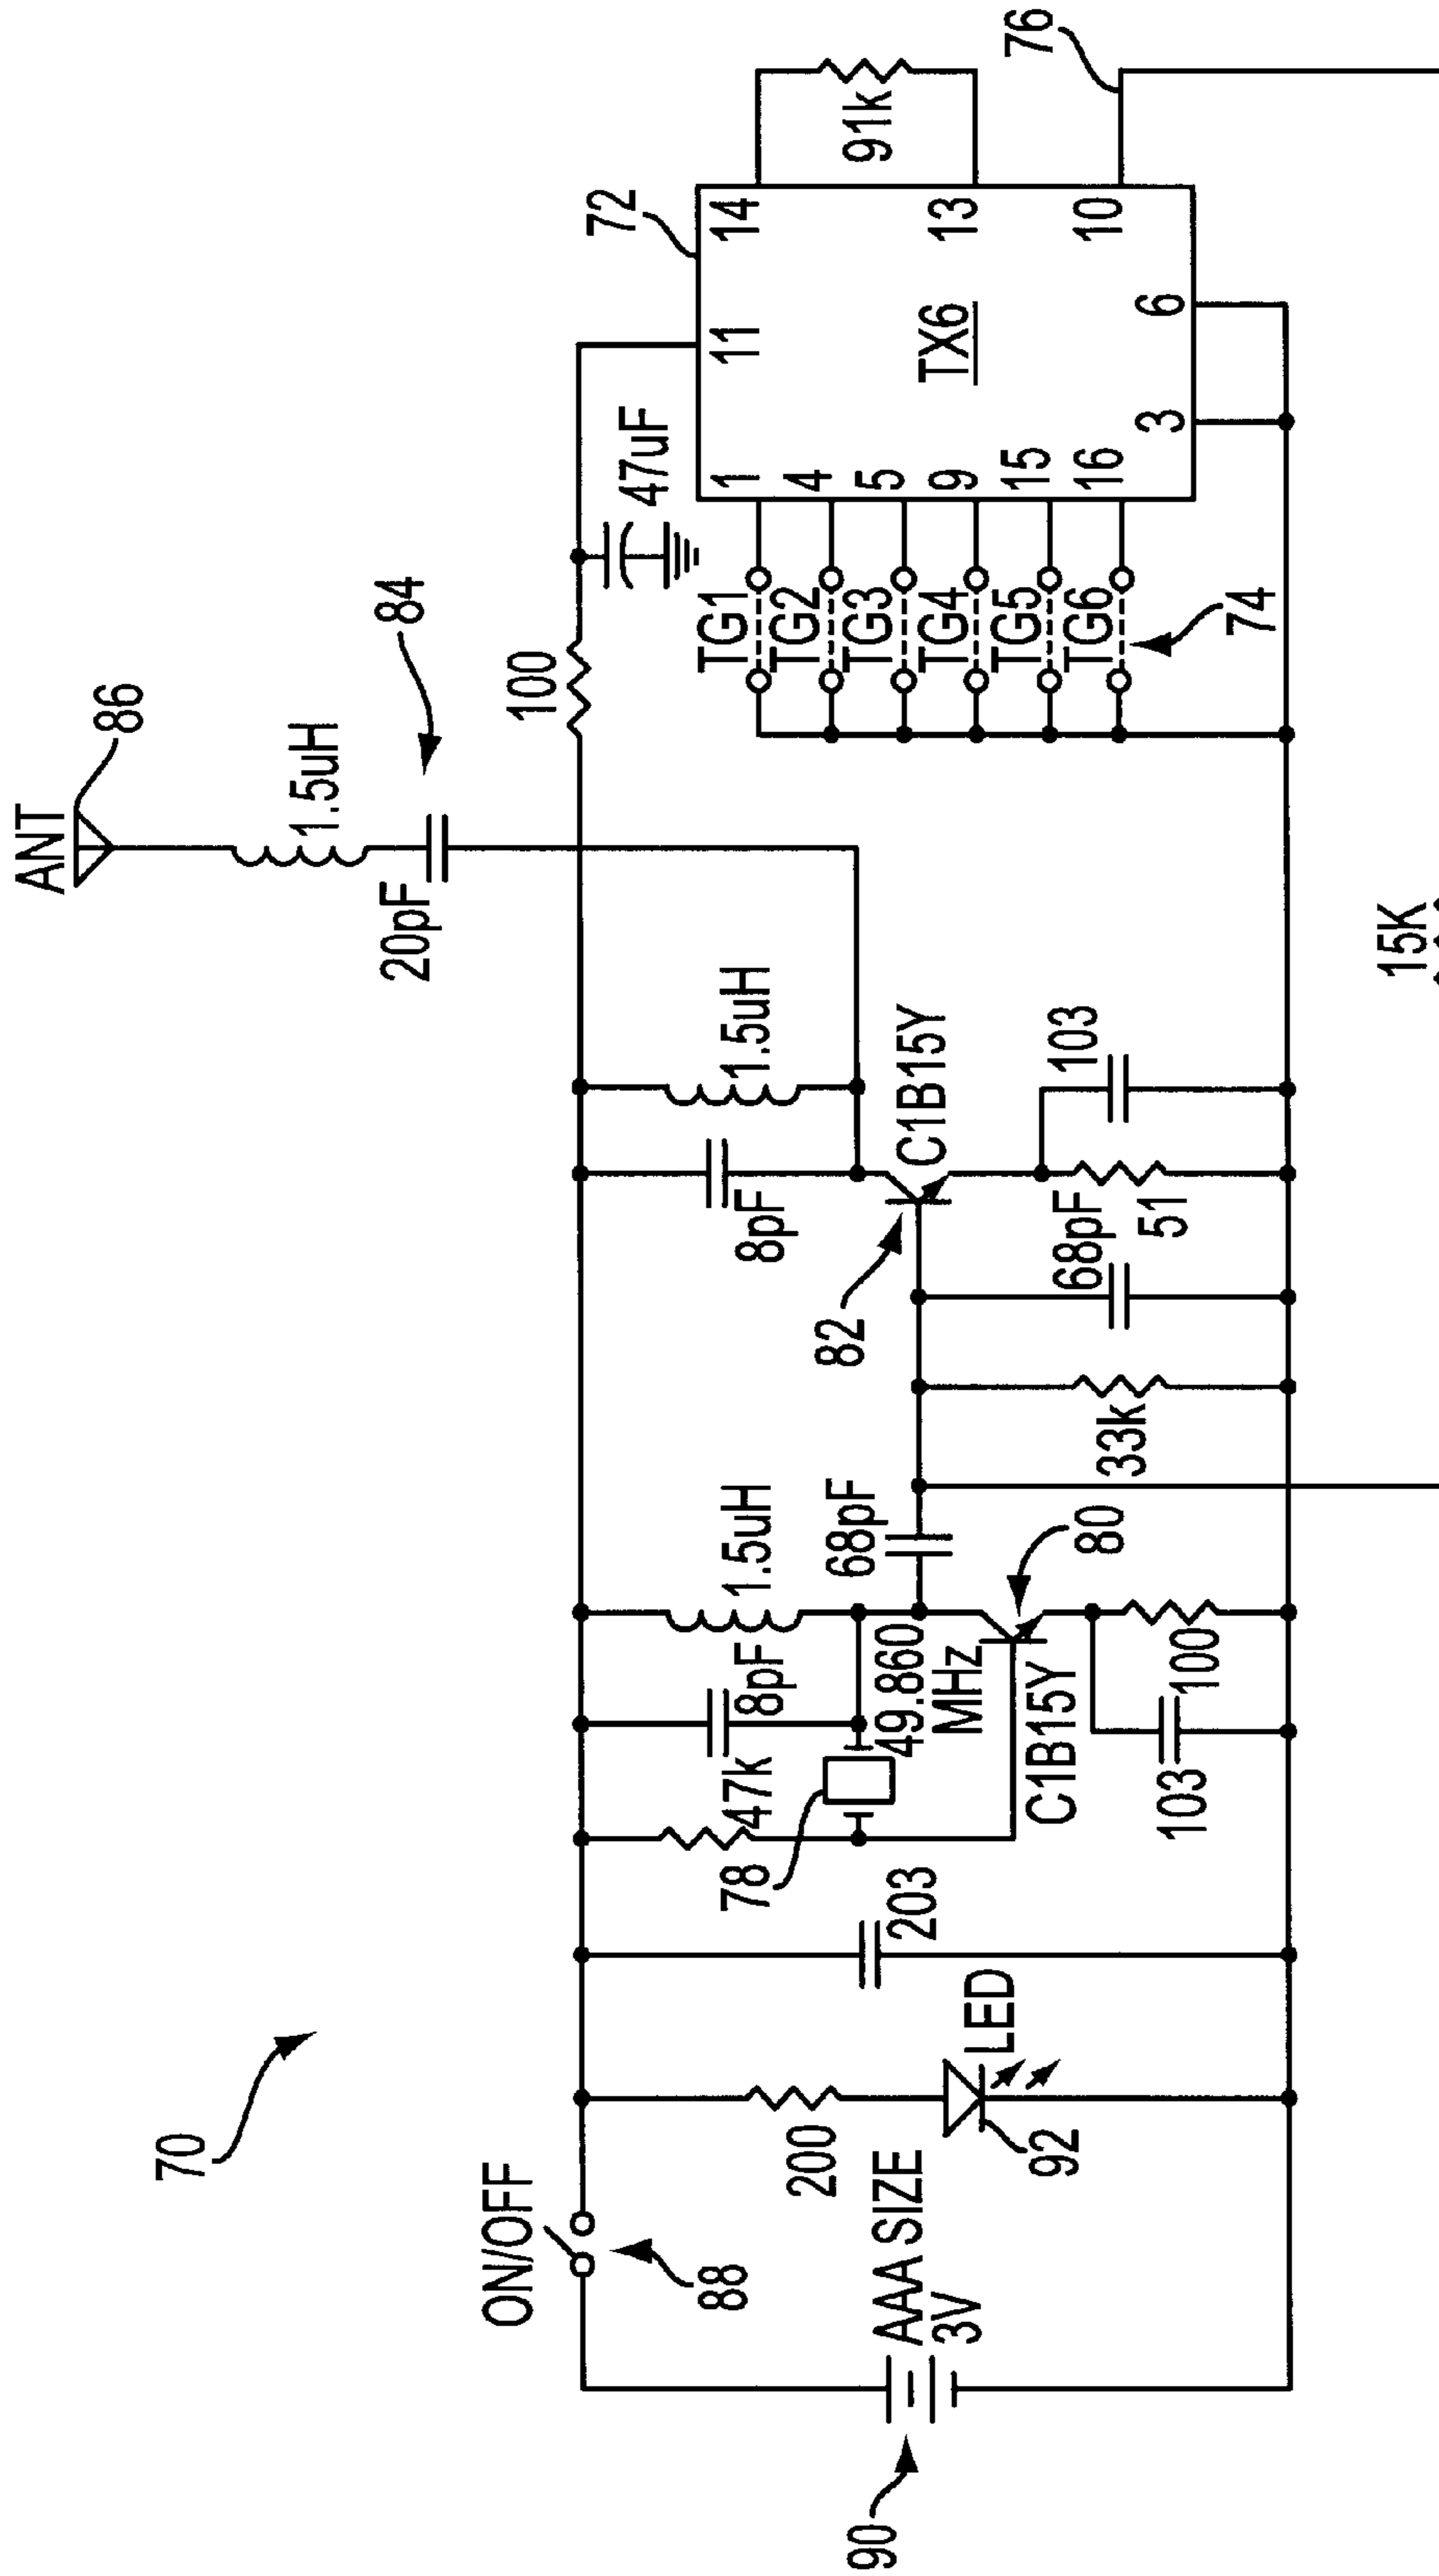 70
ANT
86
1.5uH
84
20pF
ON/OFF
88
90
AAA SIZE
3V
200
LED
92
203
47k
78
8pF
1.5uH
49.860
MHz
68pF
C1B15Y
80
103
100
33k
68pF
82
8pF
1.5uH
C1B15Y
51
103
15K
100
47uF
TG1
TG2
TG3
TG4
TG5
TG6
74
72
1
4
5
9
15
16
11
14
13
10
3
6
TX6
91k
76